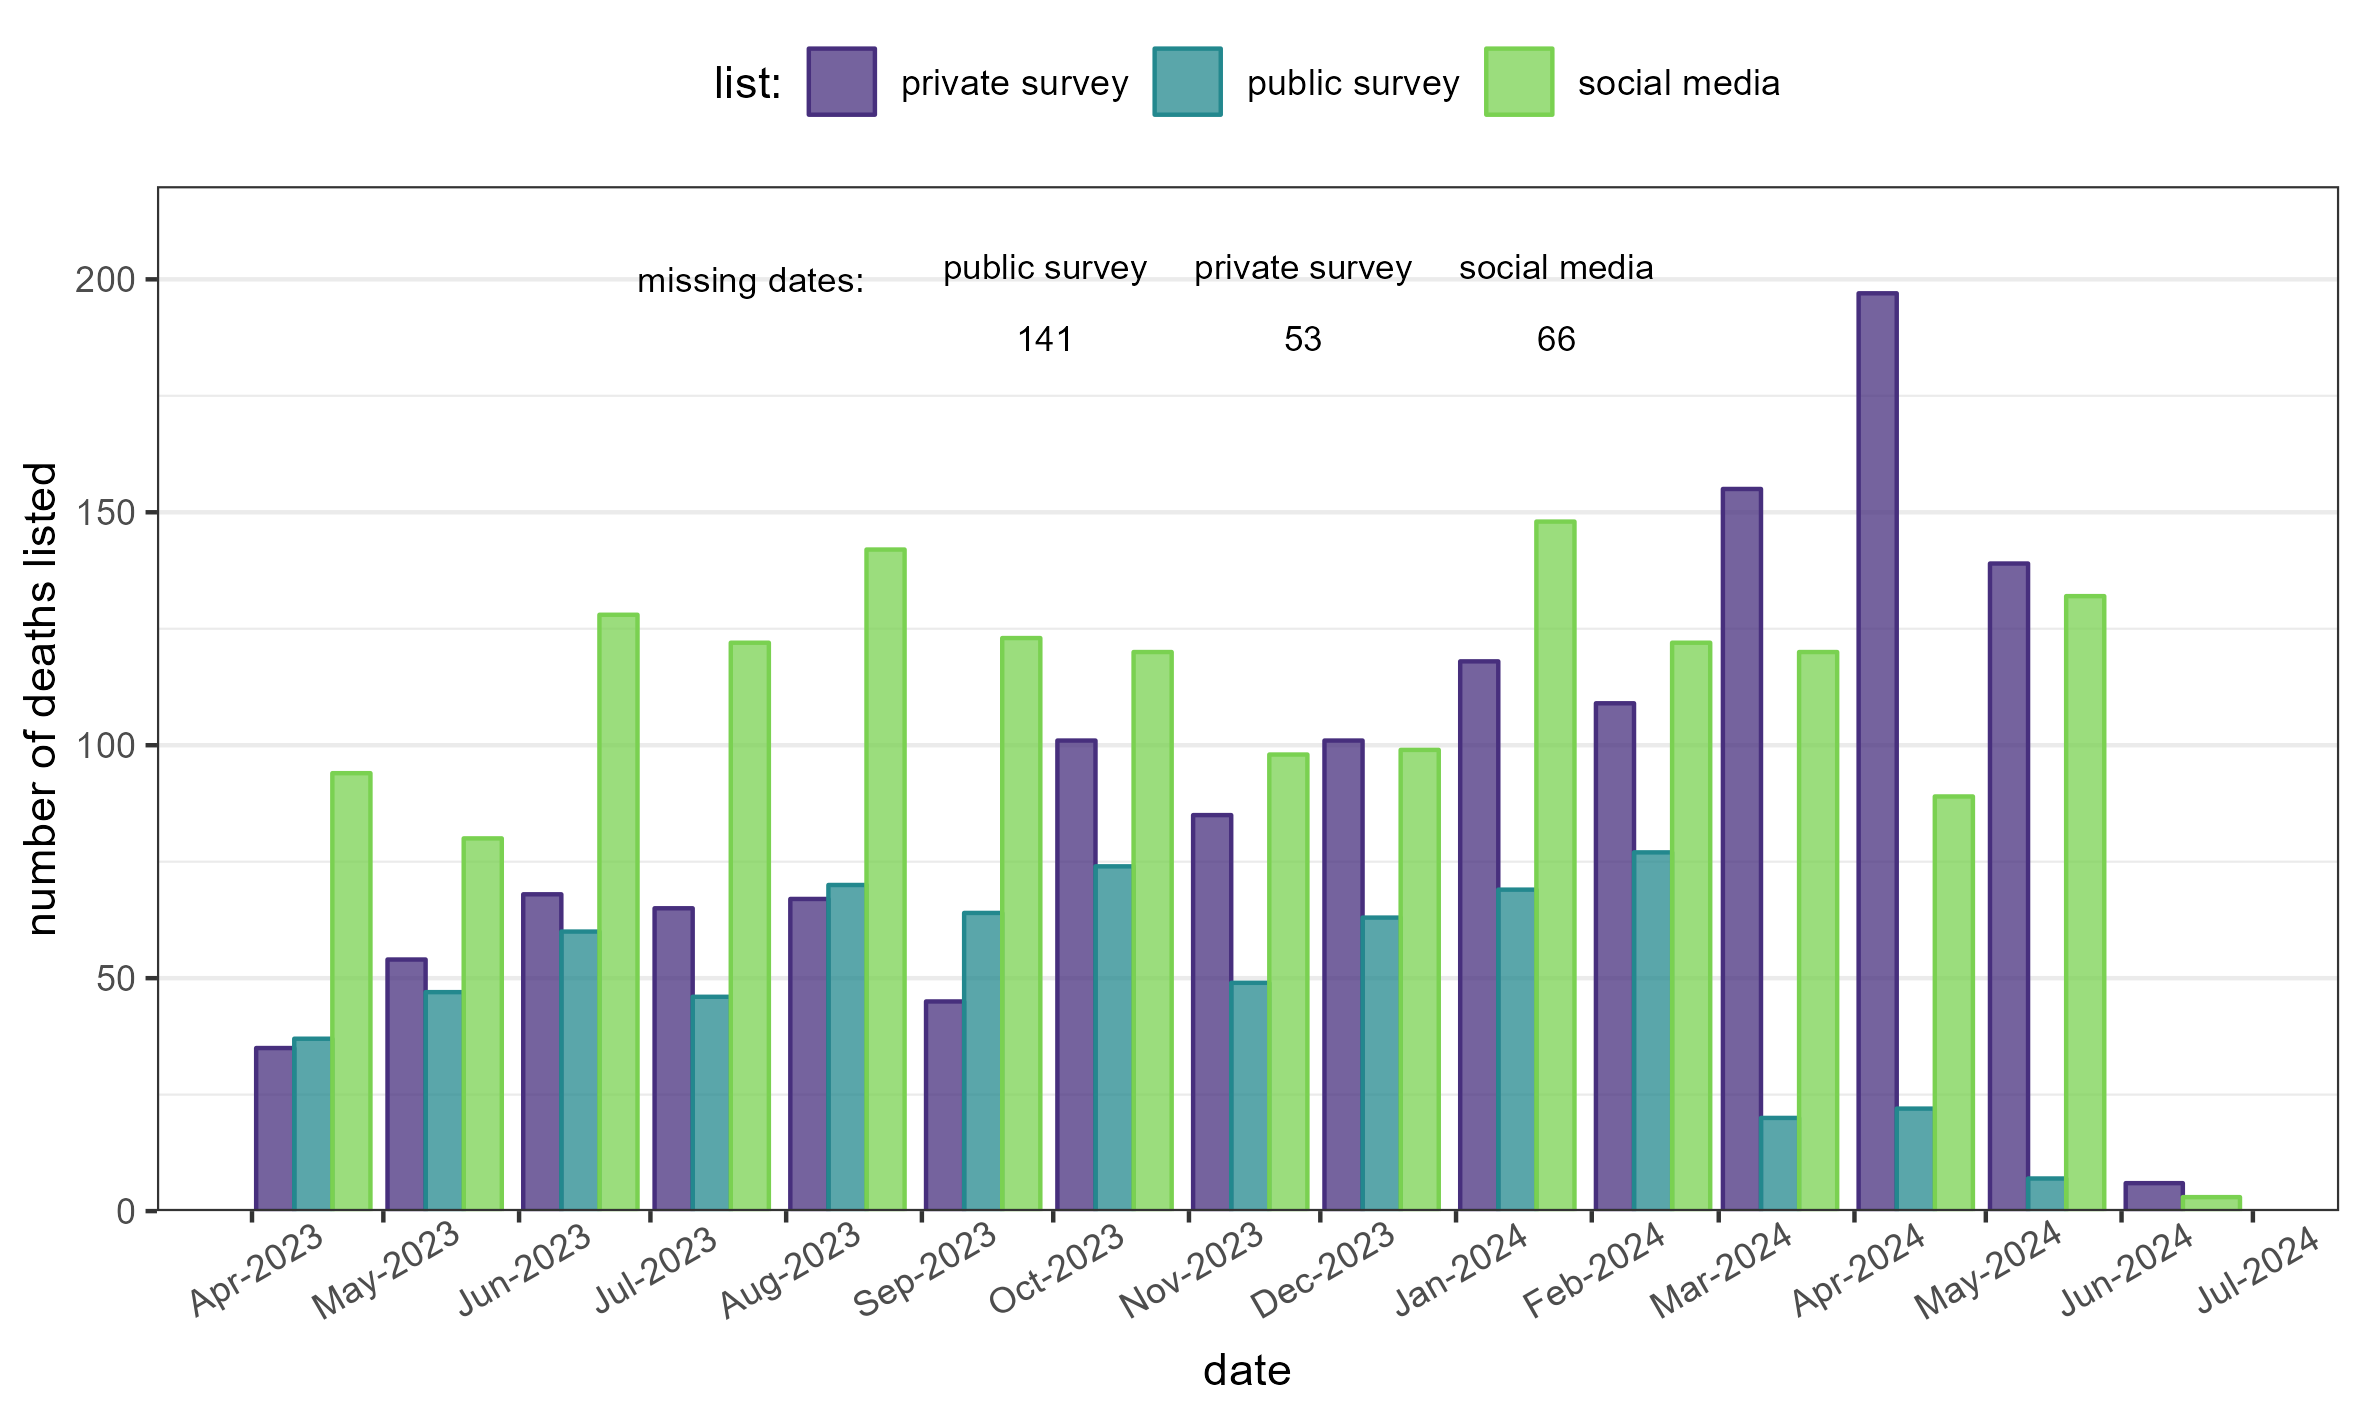 list: private survey public survey social media
missing dates: public survey private survey social media
141 53 66
number of deaths listed
200
150
100
50
0
Apr-2023 May-2023 Jun-2023 Jul-2023 Aug-2023 Sep-2023 Oct-2023 Nov-2023 Dec-2023 Jan-2024 Feb-2024 Mar-2024 Apr-2024 May-2024 Jun-2024 Jul-2024
date